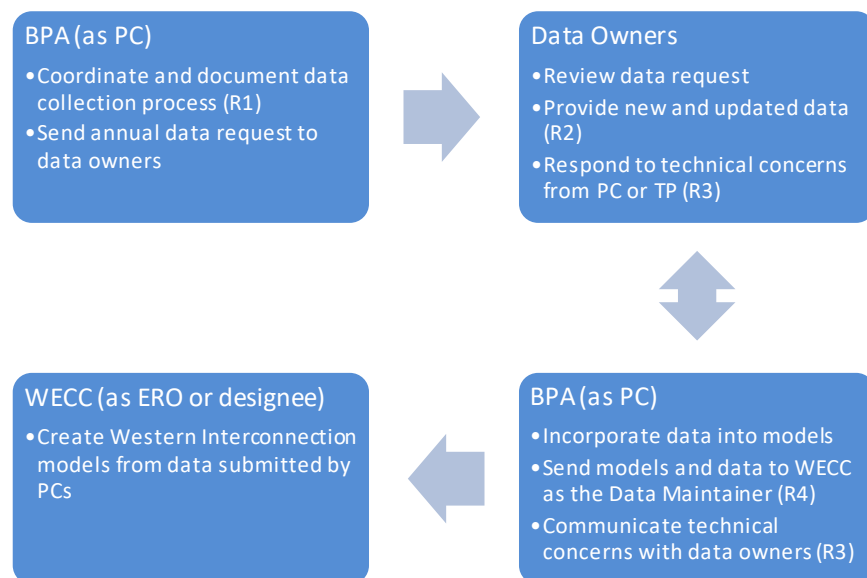 BPA (as PC)
•Coordinate and document data
collection process (R1)
•Send annual data request to
data owners
Data Owners
•Review data request
•Provide new and updated data
(R2)
•Respond to technical concerns
from PC or TP (R3)
WECC (as ERO or designee)
•Create Western Interconnection
models from data submitted by
PCs
BPA (as PC)
•Incorporate data into models
•Send models and data to WECC
as the Data Maintainer (R4)
•Communicate technical
concerns with data owners (R3)